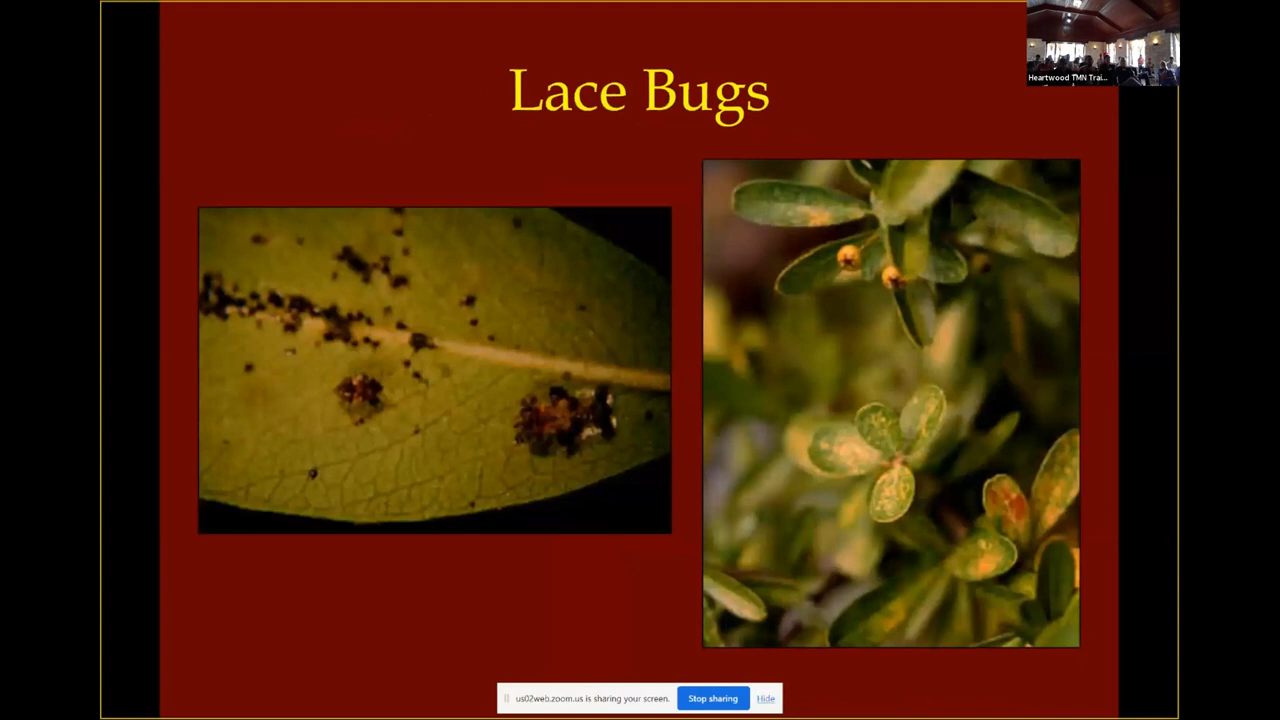 Lace Bugs
Heartwood TMN Trai...
us02web.zoom.us is sharing your screen.
Stop sharing
Hide